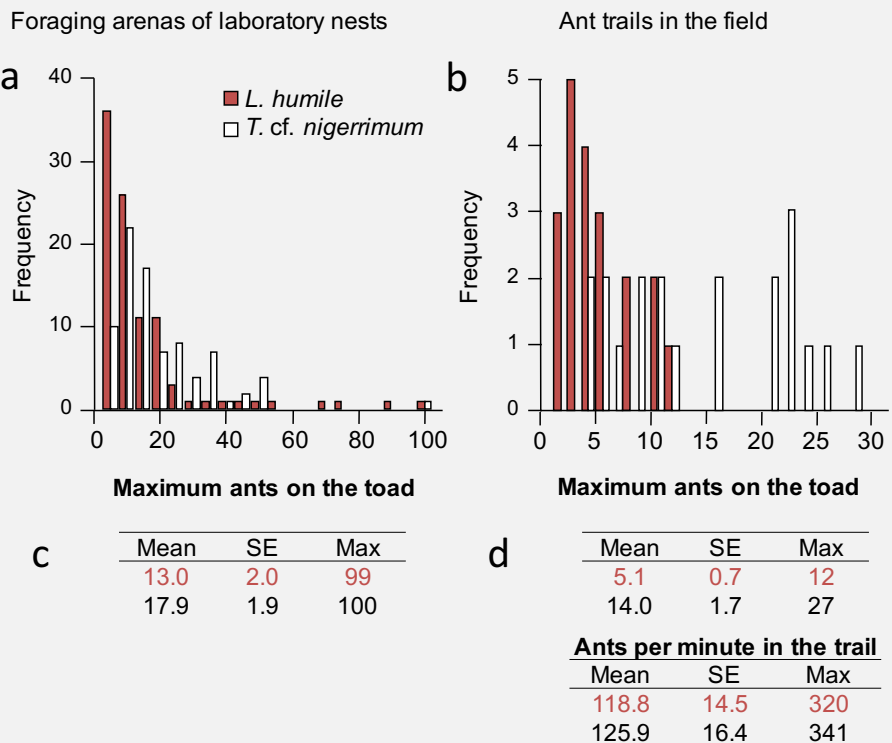 Foraging arenas of laboratory nests
Ant trails in the field
a
40
30
20
10
0
Frequency
L. humile
T. cf. nigerrimum
0 20 40 60 80 100
Maximum ants on the toad
b
5
4
3
2
1
0
Frequency
0 5 10 15 20 25 30
Maximum ants on the toad
c
Mean SE Max
13.0 2.0 99
17.9 1.9 100
d
Mean SE Max
5.1 0.7 12
14.0 1.7 27
Ants per minute in the trail
Mean SE Max
118.8 14.5 320
125.9 16.4 341